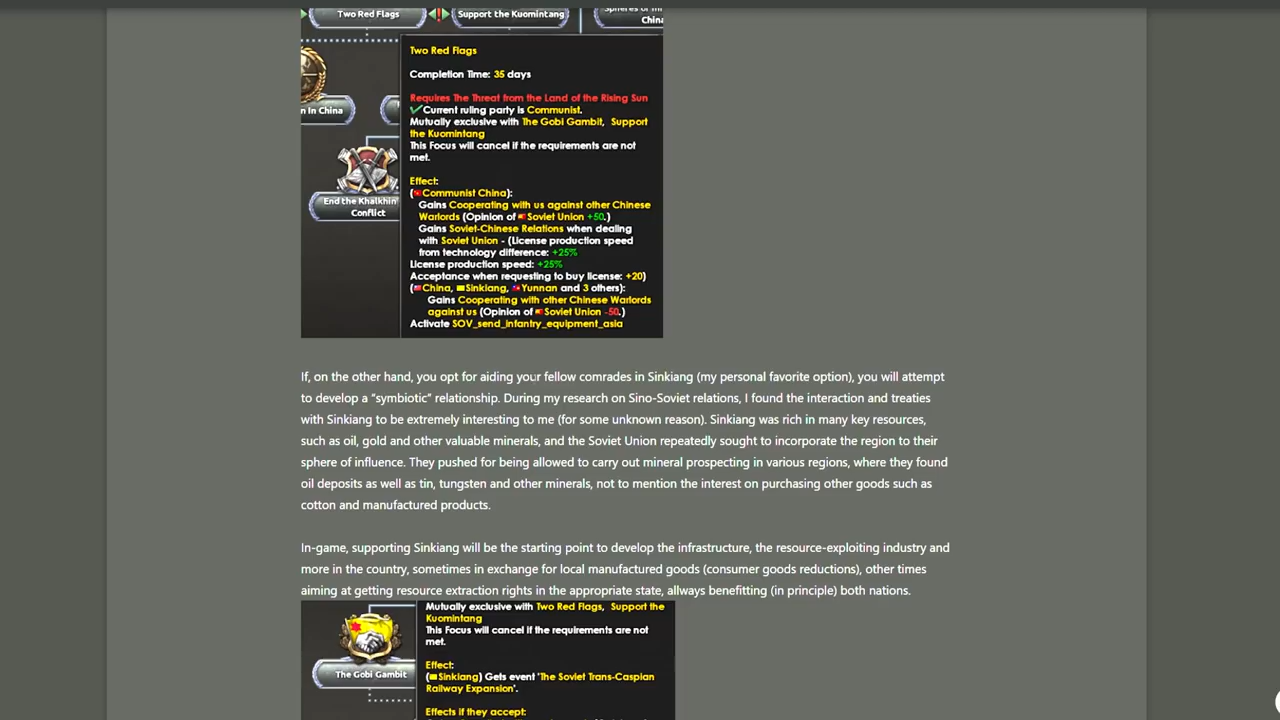 Two Red Flags
Support the Kuomintang
China
Two Red Flags
Completion Time: 35 days
Requires The Threat from the Land of the Rising Sun
Current ruling party is Communist.
Mutually exclusive with The Gobi Gambit, Support
the Kuomintang
This Focus will cancel if the requirements are not
met.
n In China
Effect:
(Communist China):
Gains Cooperating with us against other Chinese
Warlords (Opinion of Soviet Union +50.)
Gains Soviet-Chinese Relations when dealing
with Soviet Union - (License production speed
from technology difference: +25%
License production speed: +25%
Acceptance when requesting to buy license: +20)
(China, Sinkiang, Yunnan and 3 others):
Gains Cooperating with other Chinese Warlords
against us (Opinion of Soviet Union -50.)
Activate SOV_send_infantry_equipment_asia
End the Khalkhin
Conflict
If, on the other hand, you opt for aiding your fellow comrades in Sinkiang (my personal favorite option), you will attempt
to develop a “symbiotic” relationship. During my research on Sino-Soviet relations, I found the interaction and treaties
with Sinkiang to be extremely interesting to me (for some unknown reason). Sinkiang was rich in many key resources,
such as oil, gold and other valuable minerals, and the Soviet Union repeatedly sought to incorporate the region to their
sphere of influence. They pushed for being allowed to carry out mineral prospecting in various regions, where they found
oil deposits as well as tin, tungsten and other minerals, not to mention the interest on purchasing other goods such as
cotton and manufactured products.
In-game, supporting Sinkiang will be the starting point to develop the infrastructure, the resource-exploiting industry and
more in the country, sometimes in exchange for local manufactured goods (consumer goods reductions), other times
aiming at getting resource extraction rights in the appropriate state, allways benefitting (in principle) both nations.
Mutually exclusive with Two Red Flags, Support the
Kuomintang
This Focus will cancel if the requirements are not
met.
The Gobi Gambit
Effect:
(Sinkiang) Gets event 'The Soviet Trans-Caspian
Railway Expansion'.
Effects if they accept: